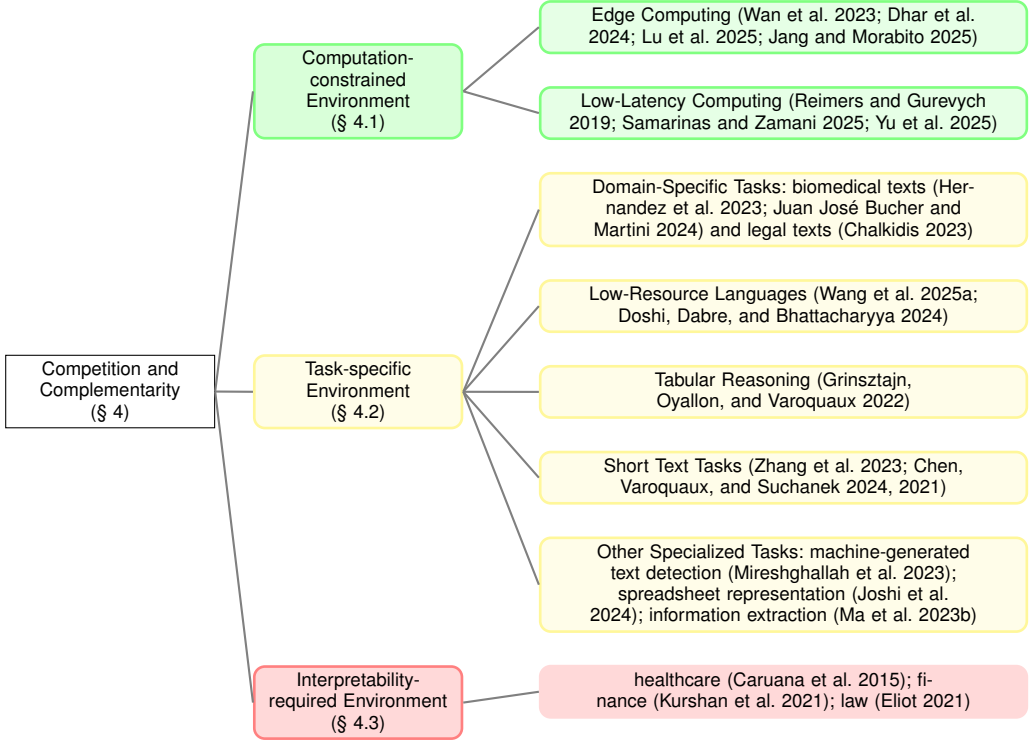 Competition and
Complementarity
(§ 4)
Computation-
constrained
Environment
(§ 4.1)
Edge Computing (Wan et al. 2023; Dhar et al.
2024; Lu et al. 2025; Jang and Morabito 2025)
Low-Latency Computing (Reimers and Gurevych
2019; Samarinas and Zamani 2025; Yu et al. 2025)
Task-specific
Environment
(§ 4.2)
Domain-Specific Tasks: biomedical texts (Her-
nandez et al. 2023; Juan José Bucher and
Martini 2024) and legal texts (Chalkidis 2023)
Low-Resource Languages (Wang et al. 2025a;
Doshi, Dabre, and Bhattacharyya 2024)
Tabular Reasoning (Grinsztajn,
Oyallon, and Varoquaux 2022)
Short Text Tasks (Zhang et al. 2023; Chen,
Varoquaux, and Suchanek 2024, 2021)
Other Specialized Tasks: machine-generated
text detection (Mireshghallah et al. 2023);
spreadsheet representation (Joshi et al.
2024); information extraction (Ma et al. 2023b)
Interpretability-
required Environment
(§ 4.3)
healthcare (Caruana et al. 2015); fi-
nance (Kurshan et al. 2021); law (Eliot 2021)